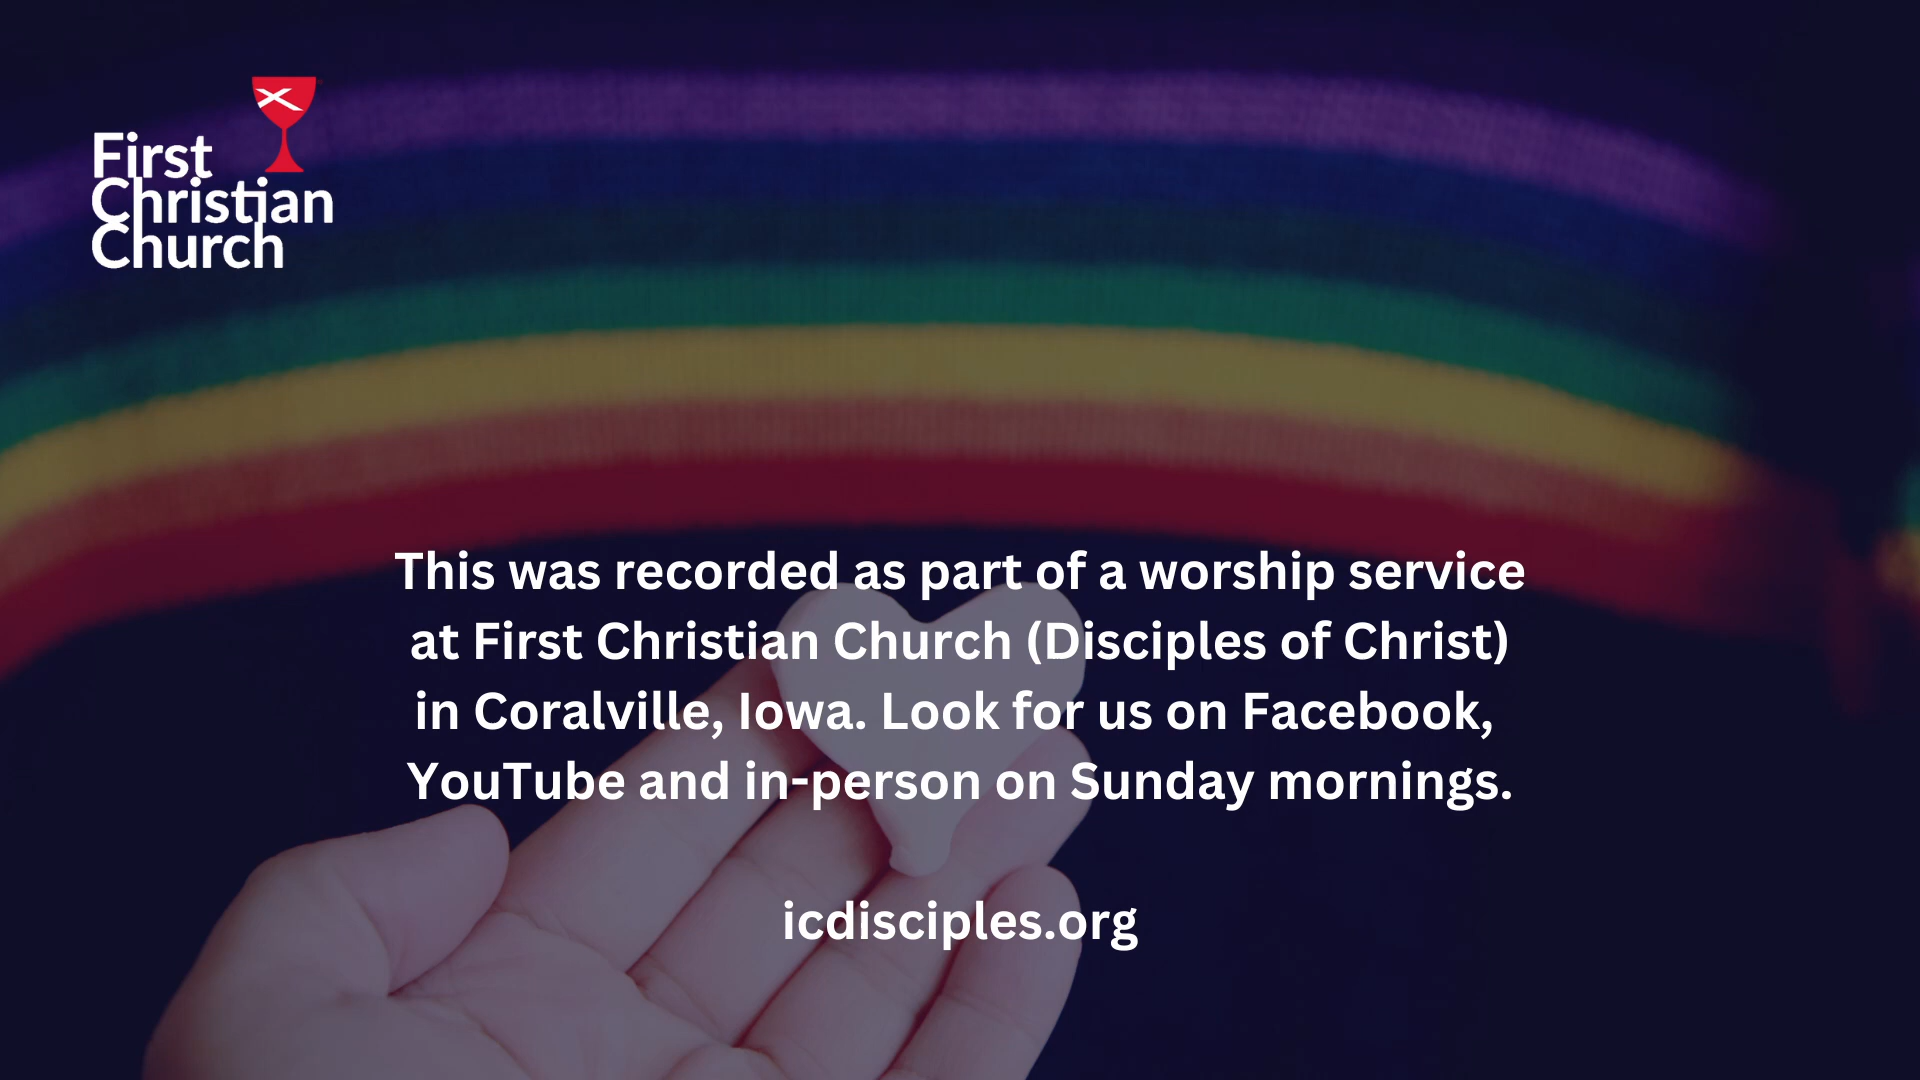 First
Christian
Church
This was recorded as part of a worship service
at First Christian Church (Disciples of Christ)
in Coralville, Iowa. Look for us on Facebook,
YouTube and in-person on Sunday mornings.
icdisciples.org